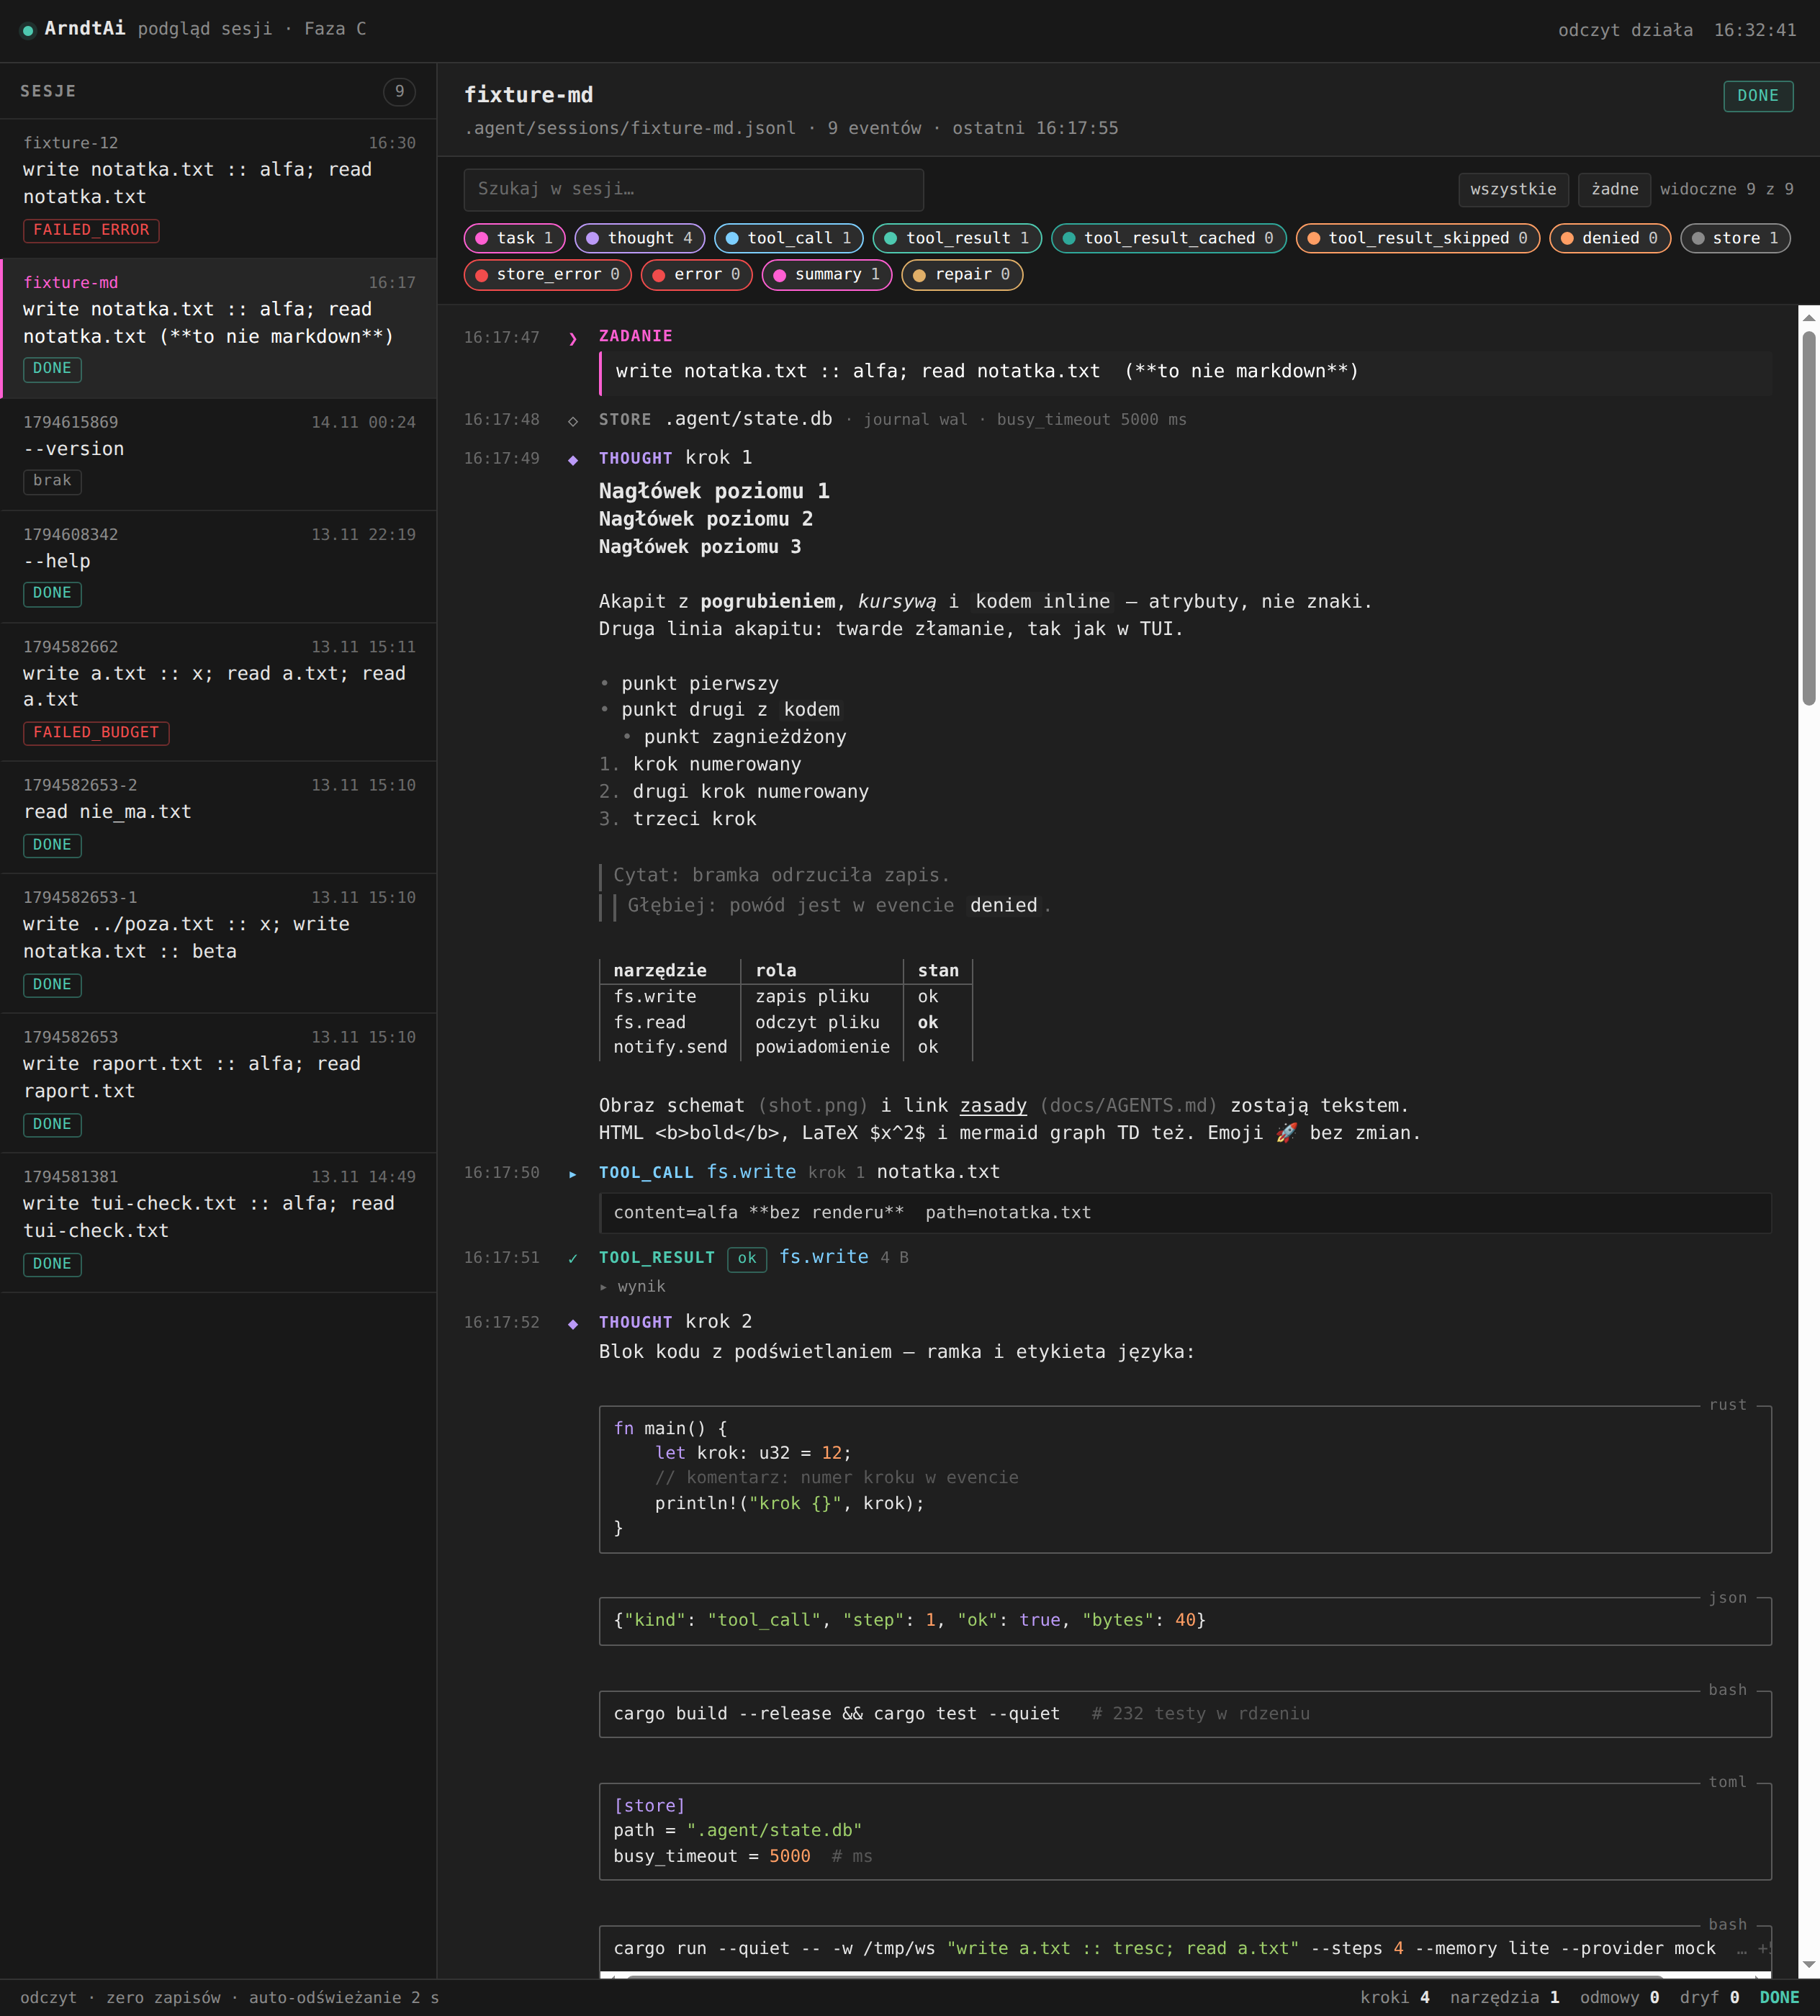 ArndtAi podgląd sesji · Faza C
odczyt działa 16:32:41
SESJE 9
fixture-12 16:30
write notatka.txt :: alfa; read
notatka.txt
FAILED_ERROR
fixture-md 16:17
write notatka.txt :: alfa; read
notatka.txt (**to nie markdown**)
DONE
1794615869 14.11 00:24
--version
brak
1794608342 13.11 22:19
--help
DONE
1794582662 13.11 15:11
write a.txt :: x; read a.txt; read
a.txt
FAILED_BUDGET
1794582653-2 13.11 15:10
read nie_ma.txt
DONE
1794582653-1 13.11 15:10
write ../poza.txt :: x; write
notatka.txt :: beta
DONE
1794582653 13.11 15:10
write raport.txt :: alfa; read
raport.txt
DONE
1794581381 13.11 14:49
write tui-check.txt :: alfa; read
tui-check.txt
DONE
fixture-md DONE
.agent/sessions/fixture-md.jsonl · 9 eventów · ostatni 16:17:55
Szukaj w sesji… wszystkie żadne widoczne 9 z 9
task 1 thought 4 tool_call 1 tool_result 1 tool_result_cached 0 tool_result_skipped 0 denied 0 store 1
store_error 0 error 0 summary 1 repair 0
16:17:47 ❯ ZADANIE
write notatka.txt :: alfa; read notatka.txt  (**to nie markdown**)
16:17:48 ◇ STORE .agent/state.db · journal wal · busy_timeout 5000 ms
16:17:49 ◆ THOUGHT krok 1
Nagłówek poziomu 1
Nagłówek poziomu 2
Nagłówek poziomu 3
Akapit z pogrubieniem, kursywą i kodem inline — atrybuty, nie znaki.
Druga linia akapitu: twarde złamanie, tak jak w TUI.
• punkt pierwszy
• punkt drugi z kodem
• punkt zagnieżdżony
1. krok numerowany
2. drugi krok numerowany
3. trzeci krok
Cytat: bramka odrzuciła zapis.
Głębiej: powód jest w evencie denied.
narzędzie rola stan
fs.write zapis pliku ok
fs.read odczyt pliku ok
notify.send powiadomienie ok
Obraz schemat (shot.png) i link zasady (docs/AGENTS.md) zostają tekstem.
HTML <b>bold</b>, LaTeX $x^2$ i mermaid graph TD też. Emoji 🚀 bez zmian.
16:17:50 ▸ TOOL_CALL fs.write krok 1 notatka.txt
content=alfa **bez renderu**  path=notatka.txt
16:17:51 ✓ TOOL_RESULT ok fs.write 4 B
▸ wynik
16:17:52 ◆ THOUGHT krok 2
Blok kodu z podświetlaniem — ramka i etykieta języka:
rust
fn main() {
    let krok: u32 = 12;
    // komentarz: numer kroku w evencie
    println!("krok {}", krok);
}
json
{"kind": "tool_call", "step": 1, "ok": true, "bytes": 40}
bash
cargo build --release && cargo test --quiet   # 232 testy w rdzeniu
toml
[store]
path = ".agent/state.db"
busy_timeout = 5000  # ms
bash
cargo run --quiet -- -w /tmp/ws "write a.txt :: tresc; read a.txt" --steps 4 --memory lite --provider mock … 
odczyt · zero zapisów · auto-odświeżanie 2 s
kroki 4 narzędzia 1 odmowy 0 dryf 0 DONE